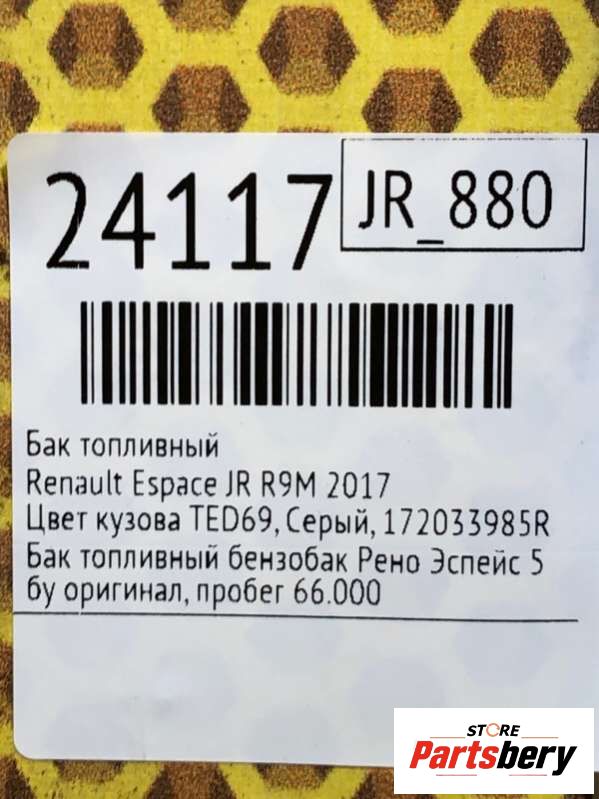 24117
JR_880
Бак топливный
Renault Espace JR R9M 2017
Цвет кузова TED69, Серый, 172033985R
Бак топливный бензобак Рено Эспейс 5
бу оригинал, пробег 66.000
STORE
Partsbery